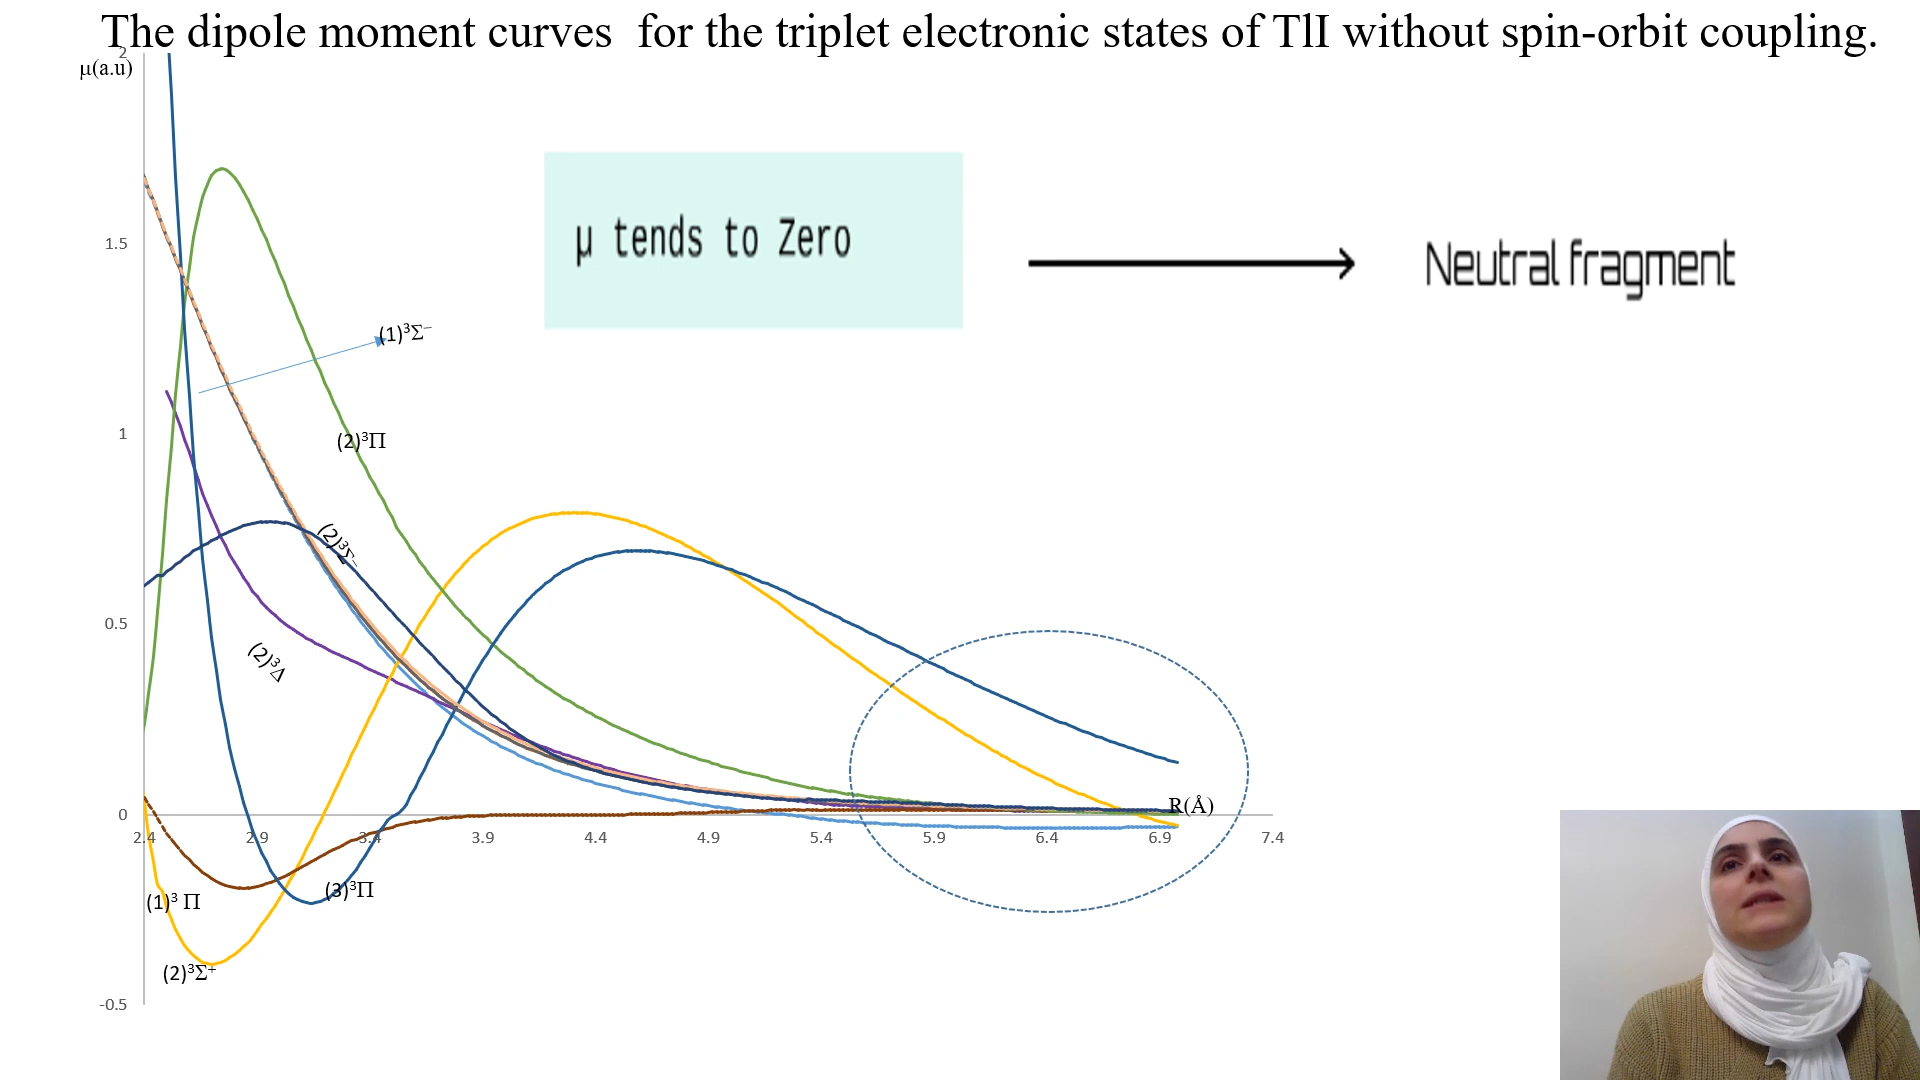 The dipole moment curves for the triplet electronic states of TlI without spin-orbit coupling.
2
μ(a.u)
μ tends to Zero
Neutral fragment
1.5
(1)³Σ⁻
1
(2)³Π
(2)³Σ⁻
0.5
(2)³Δ
R(Å)
0
2.4 2.9 3.4 3.9 4.4 4.9 5.4 5.9 6.4 6.9 7.4
(3)³Π
(1)³ Π
(2)³Σ⁺
-0.5